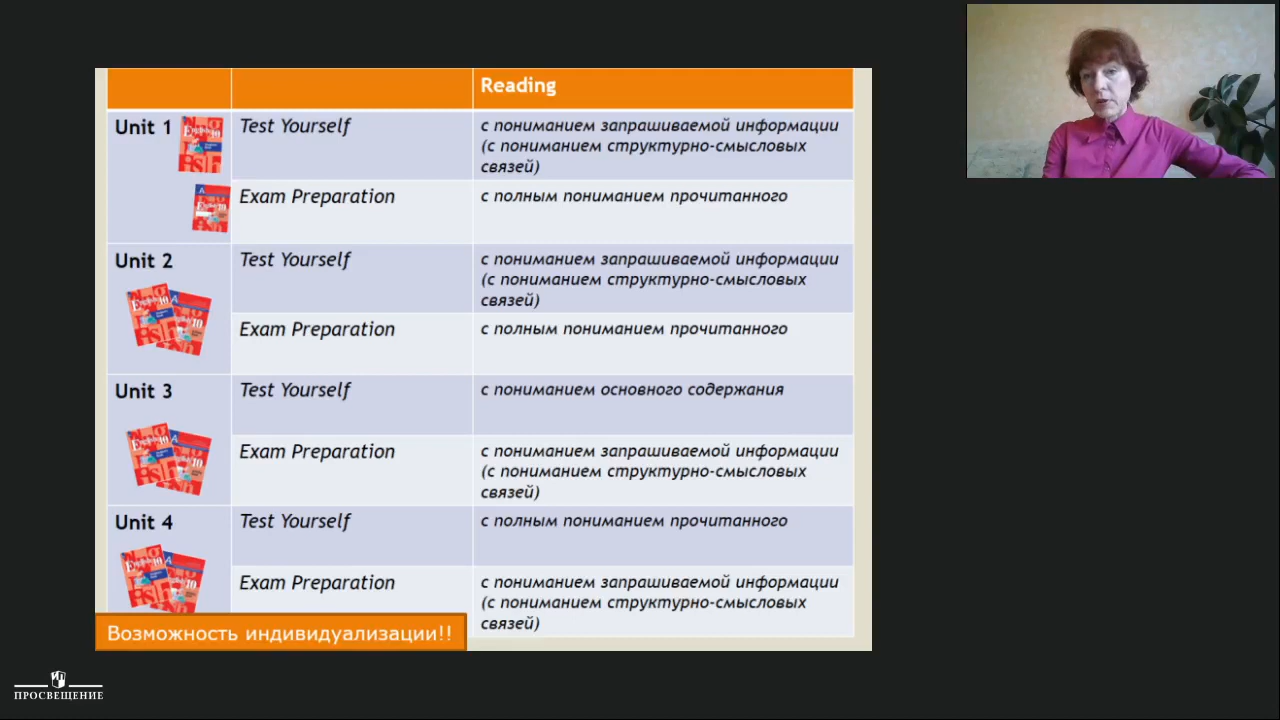 Reading
Unit 1
Test Yourself
с пониманием запрашиваемой информации
(с пониманием структурно-смысловых
связей)
Exam Preparation
с полным пониманием прочитанного
Unit 2
Test Yourself
с пониманием запрашиваемой информации
(с пониманием структурно-смысловых
связей)
Exam Preparation
с полным пониманием прочитанного
Unit 3
Test Yourself
с пониманием основного содержания
Exam Preparation
с пониманием запрашиваемой информации
(с пониманием структурно-смысловых
связей)
Unit 4
Test Yourself
с полным пониманием прочитанного
Exam Preparation
с пониманием запрашиваемой информации
(с пониманием структурно-смысловых
связей)
Возможность индивидуализации!!
ПРОСВЕЩЕНИЕ